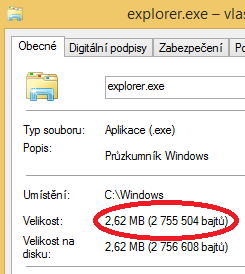 explorer.exe – vlas
Obecné Digitální podpisy Zabezpečení Po
explorer.exe
Typ souboru: Aplikace (.exe)
Popis: Průzkumník Windows
Umístění: C:\Windows
Velikost: 2,62 MB (2 755 504 bajtů)
Velikost na disku: 2,62 MB (2 756 608 bajtů)